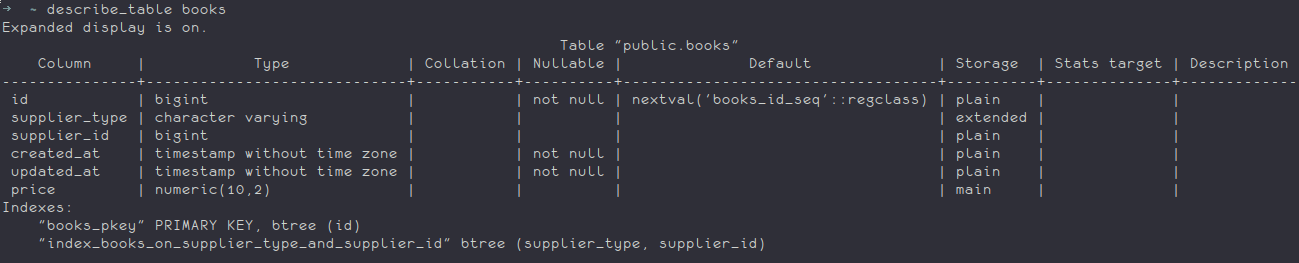 →  ~ describe_table books
Expanded display is on.
                                                              Table "public.books"
    Column     |            Type             | Collation | Nullable |              Default              | Storage  | Stats target | Description
---------------+-----------------------------+-----------+----------+-----------------------------------+----------+--------------+-------------
 id            | bigint                      |           | not null | nextval('books_id_seq'::regclass) | plain    |              |
 supplier_type | character varying           |           |          |                                   | extended |              |
 supplier_id   | bigint                      |           |          |                                   | plain    |              |
 created_at    | timestamp without time zone |           | not null |                                   | plain    |              |
 updated_at    | timestamp without time zone |           | not null |                                   | plain    |              |
 price         | numeric(10,2)               |           |          |                                   | main     |              |
Indexes:
    "books_pkey" PRIMARY KEY, btree (id)
    "index_books_on_supplier_type_and_supplier_id" btree (supplier_type, supplier_id)